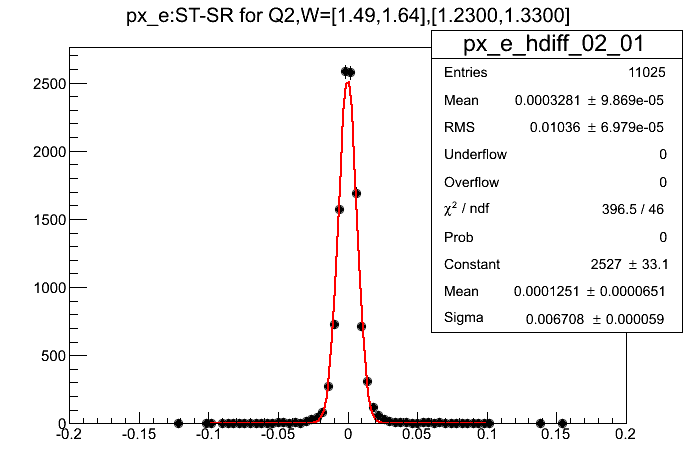 px_e:ST-SR for Q2,W=[1.49,1.64],[1.2300,1.3300]
px_e_hdiff_02_01
Entries 11025
Mean 0.0003281 ± 9.869e-05
RMS 0.01036 ± 6.979e-05
Underflow 0
Overflow 0
χ² / ndf 396.5 / 46
Prob 0
Constant 2527 ± 33.1
Mean 0.0001251 ± 0.0000651
Sigma 0.006708 ± 0.000059
2500
2000
1500
1000
500
0
-0.2 -0.15 -0.1 -0.05 0 0.05 0.1 0.15 0.2